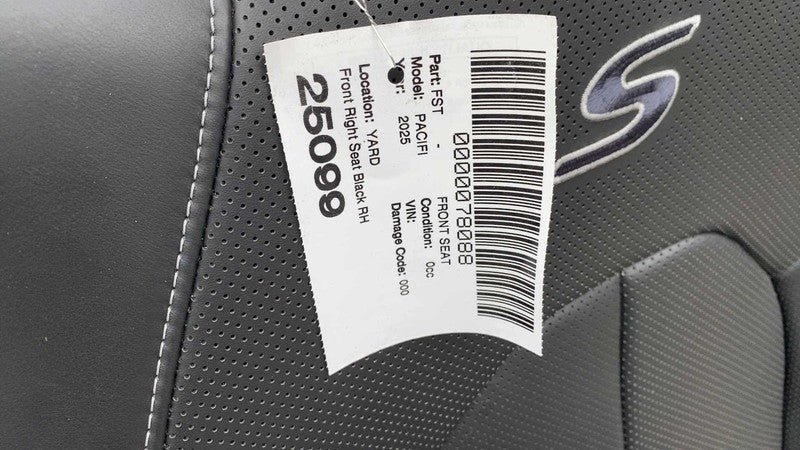 0000078088
Part: FST - FRONT SEAT
Model: PACIFI Condition: 0cc
Year: 2025 VIN:
Damage Code: 000
Location: YARD
Front Right Seat Black RH
25099
S